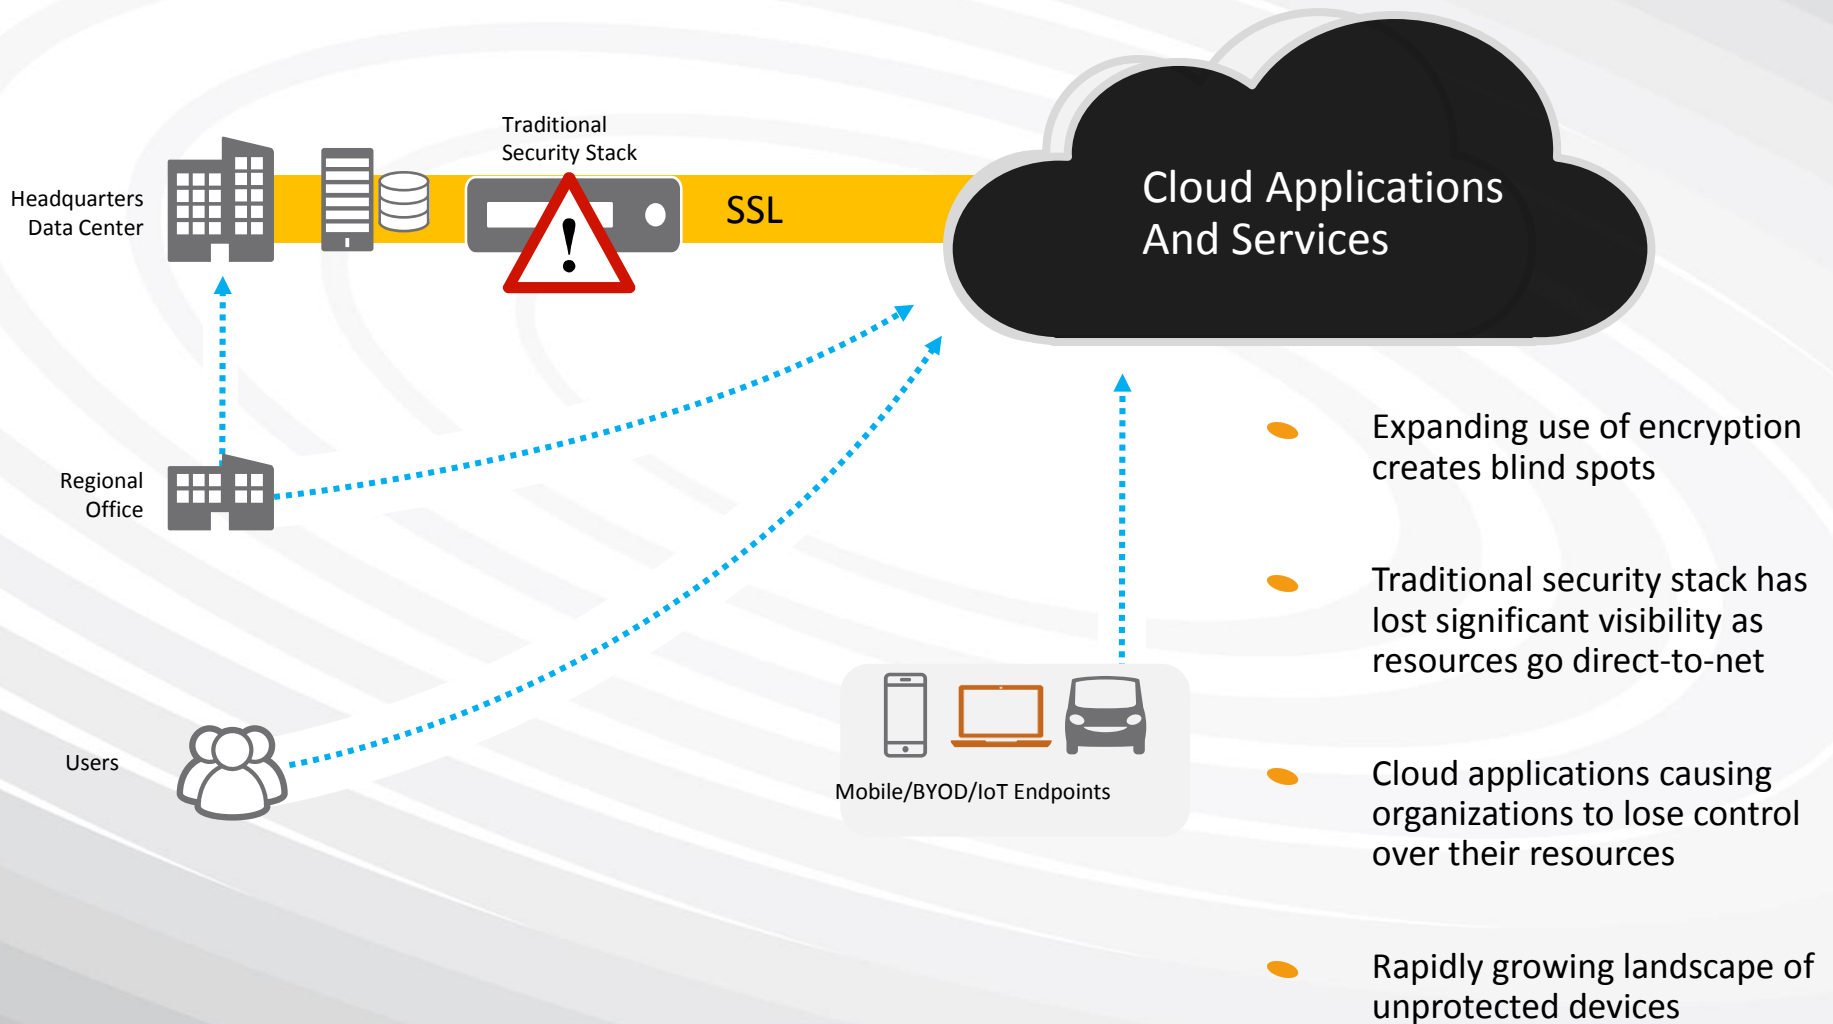 Traditional
Security Stack
Headquarters
Data Center
SSL
!
Cloud Applications
And Services
Regional
Office
Users
Mobile/BYOD/IoT Endpoints
Expanding use of encryption
creates blind spots
Traditional security stack has
lost significant visibility as
resources go direct-to-net
Cloud applications causing
organizations to lose control
over their resources
Rapidly growing landscape of
unprotected devices